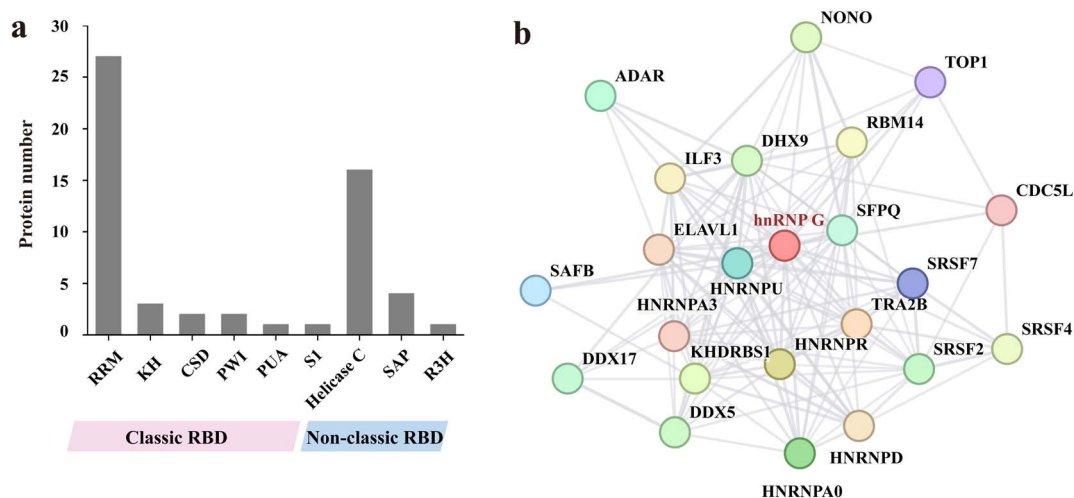 a
30
25
20
15
10
5
0
Protein number
RRM
KH
CSD
PWI
PUA
S1
Helicase C
SAP
R3H
Classic RBD
Non-classic RBD
b
NONO
TOP1
ADAR
RBM14
DHX9
ILF3
CDC5L
hnRNP G
SFPQ
ELAVL1
SRSF7
SAFB
HNRNPU
TRA2B
HNRNPA3
SRSF4
KHDRBS1
HNRNPR
SRSF2
DDX17
DDX5
HNRNPD
HNRNPA0